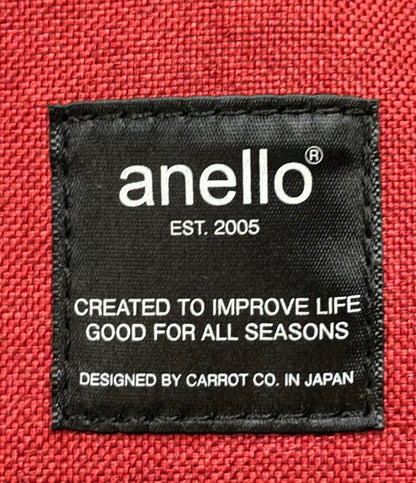 anello®
EST. 2005
CREATED TO IMPROVE LIFE
GOOD FOR ALL SEASONS
DESIGNED BY CARROT CO. IN JAPAN